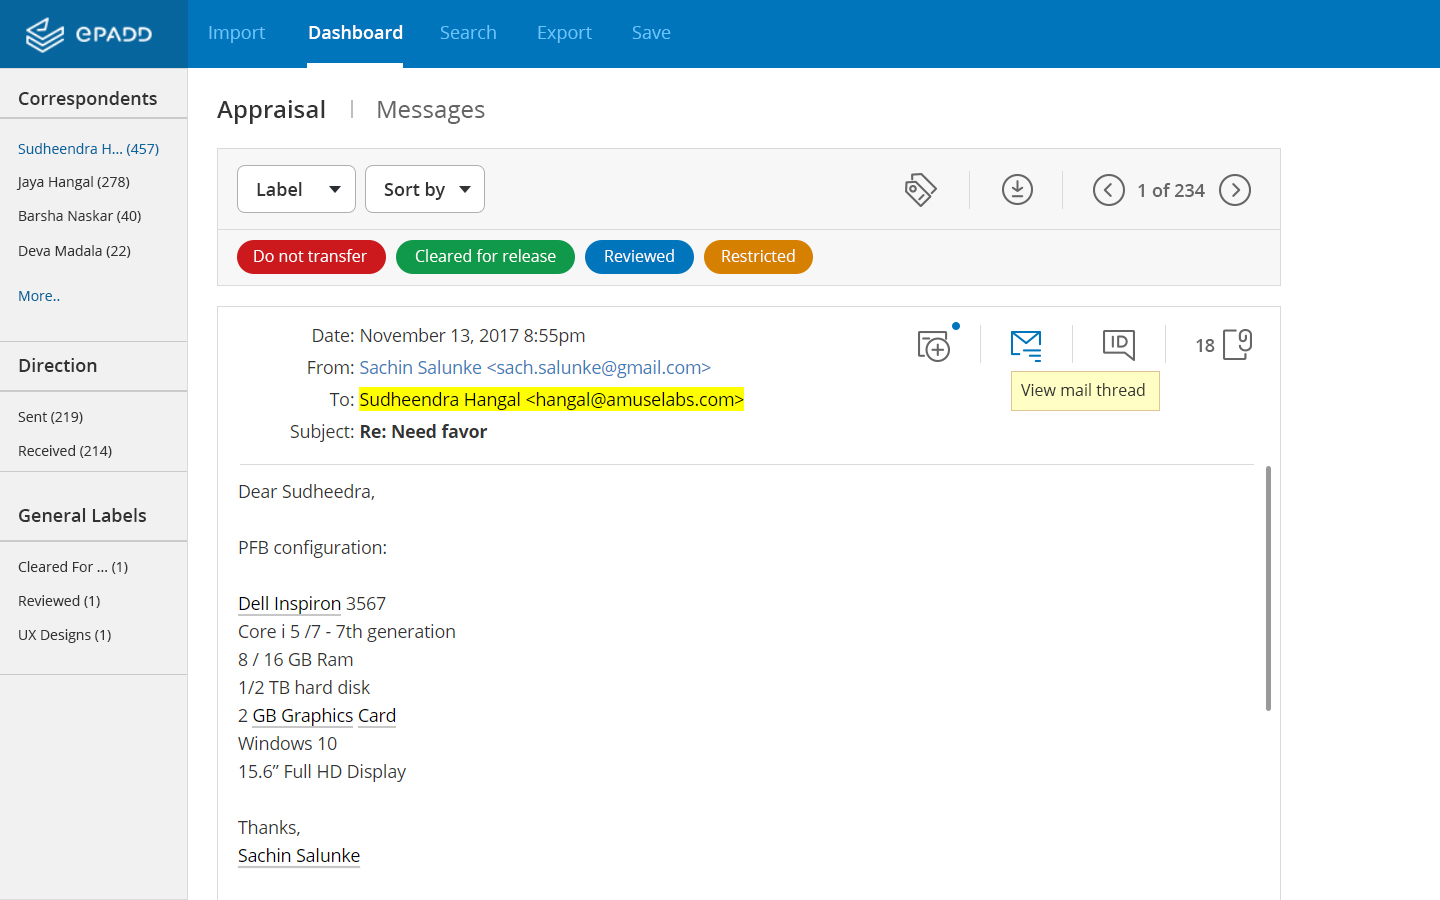 ePADD
Import
Dashboard
Search
Export
Save
Correspondents
Sudheendra H... (457)
Jaya Hangal (278)
Barsha Naskar (40)
Deva Madala (22)
More..
Direction
Sent (219)
Received (214)
General Labels
Cleared For ... (1)
Reviewed (1)
UX Designs (1)
Appraisal | Messages
Label
Sort by
1 of 234
Do not transfer
Cleared for release
Reviewed
Restricted
Date: November 13, 2017 8:55pm
From: Sachin Salunke <sach.salunke@gmail.com>
To: Sudheendra Hangal <hangal@amuselabs.com>
Subject: Re: Need favor
ID
18
View mail thread
Dear Sudheedra,
PFB configuration:
Dell Inspiron 3567
Core i 5 /7 - 7th generation
8 / 16 GB Ram
1/2 TB hard disk
2 GB Graphics Card
Windows 10
15.6” Full HD Display
Thanks,
Sachin Salunke